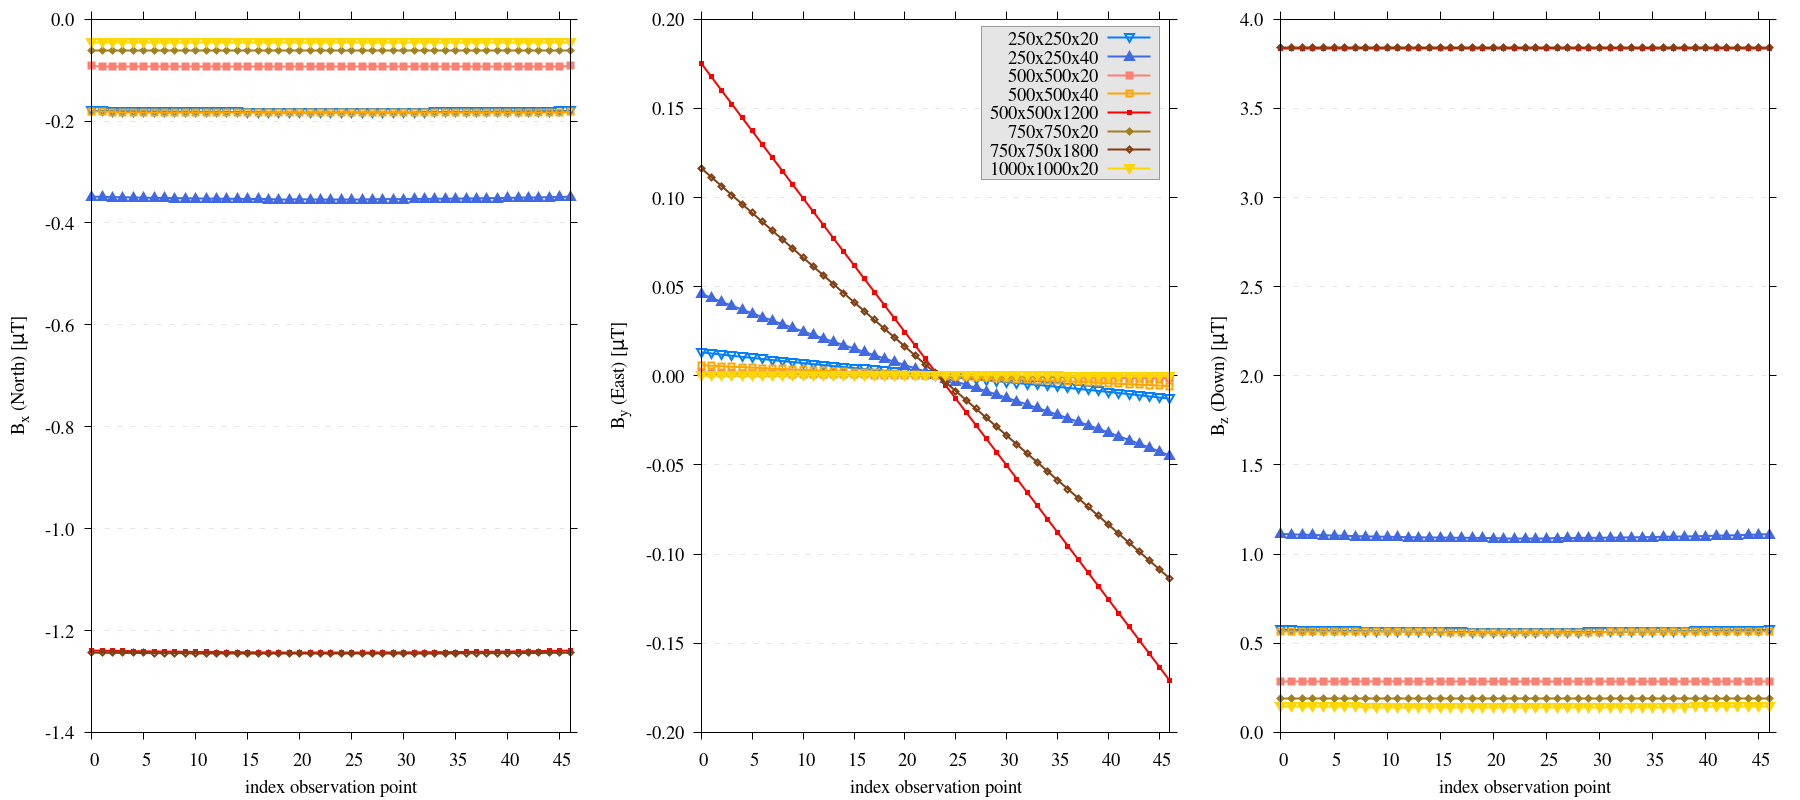 0.0
-0.2
-0.4
-0.6
-0.8
-1.0
-1.2
-1.4
0 5 10 15 20 25 30 35 40 45
index observation point
Bx (North) [µT]
0.20
0.15
0.10
0.05
0.00
-0.05
-0.10
-0.15
-0.20
0 5 10 15 20 25 30 35 40 45
index observation point
By (East) [µT]
250x250x20
250x250x40
500x500x20
500x500x40
500x500x1200
750x750x20
750x750x1800
1000x1000x20
4.0
3.5
3.0
2.5
2.0
1.5
1.0
0.5
0.0
0 5 10 15 20 25 30 35 40 45
index observation point
Bz (Down) [µT]